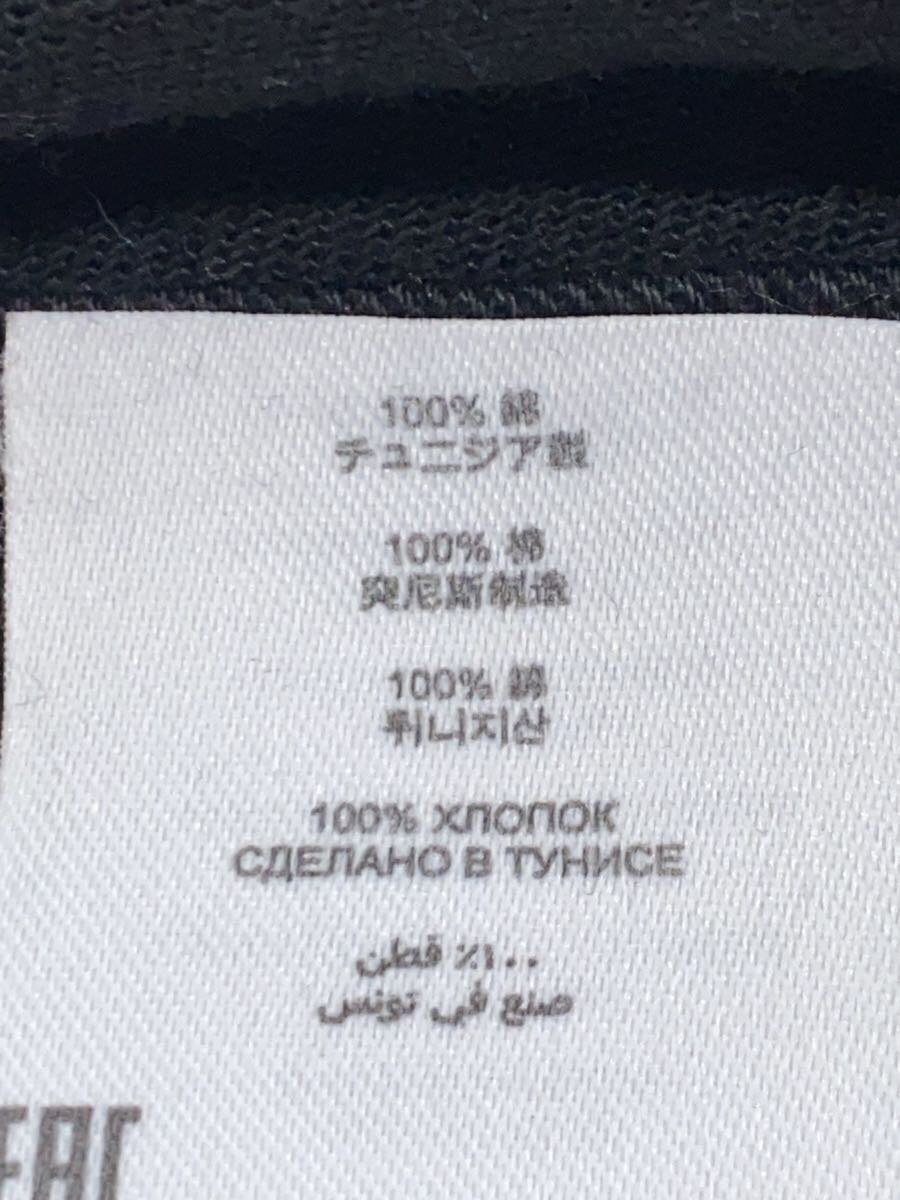 100% 綿
チュニジア製
100% 棉
突尼斯制造
100% 綿
튀니지산
100% ХЛОПОК
СДЕЛАНО В ТУНИСЕ
١٠٠٪ قطن
صنع في تونس
EAC